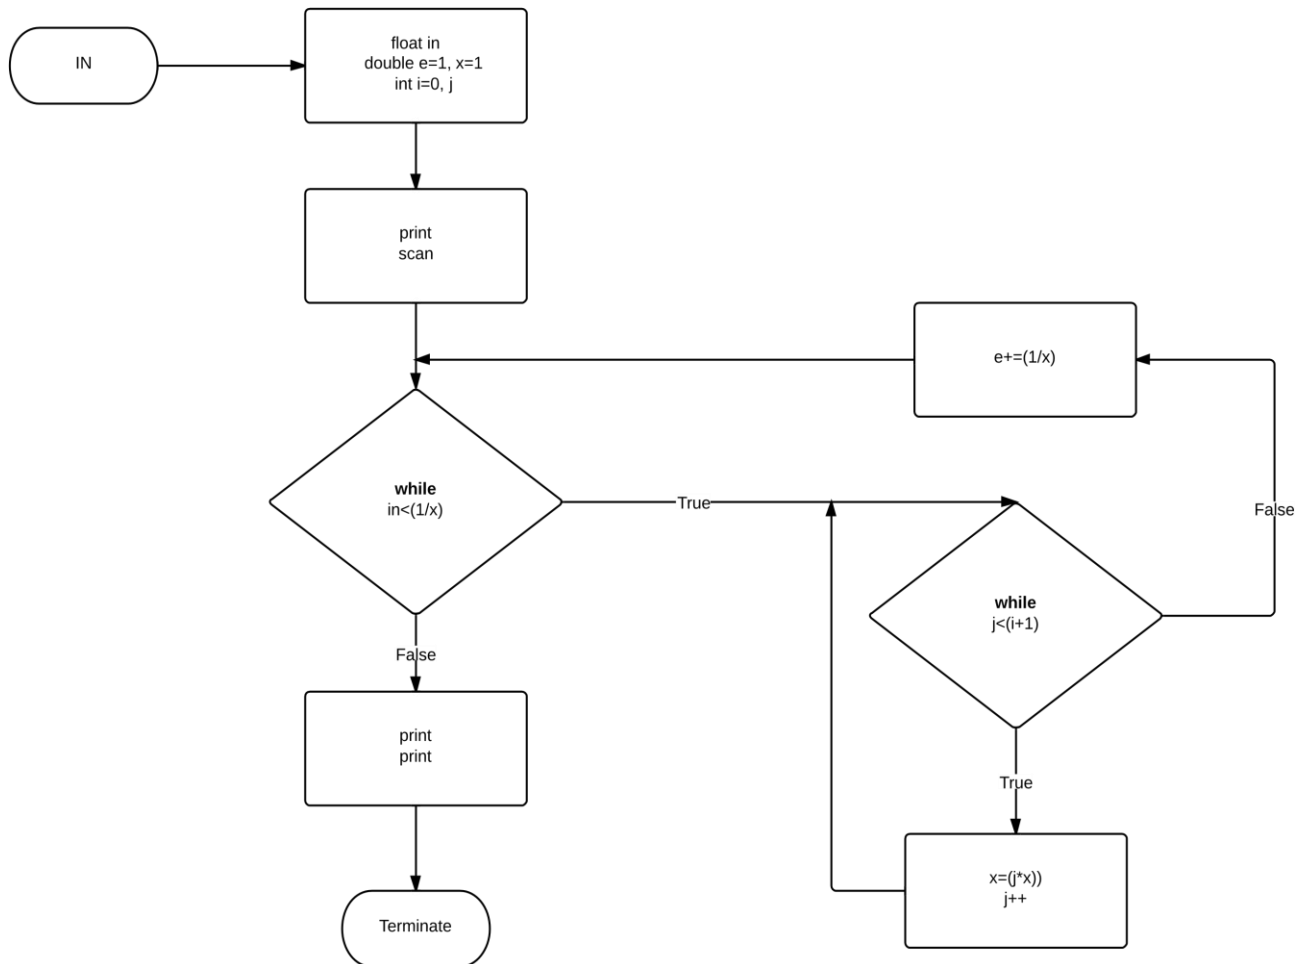 IN
float in
double e=1, x=1
int i=0, j
print
scan
e+=(1/x)
while
in<(1/x)
True
False
while
j<(i+1)
False
print
print
True
x=(j*x))
j++
Terminate